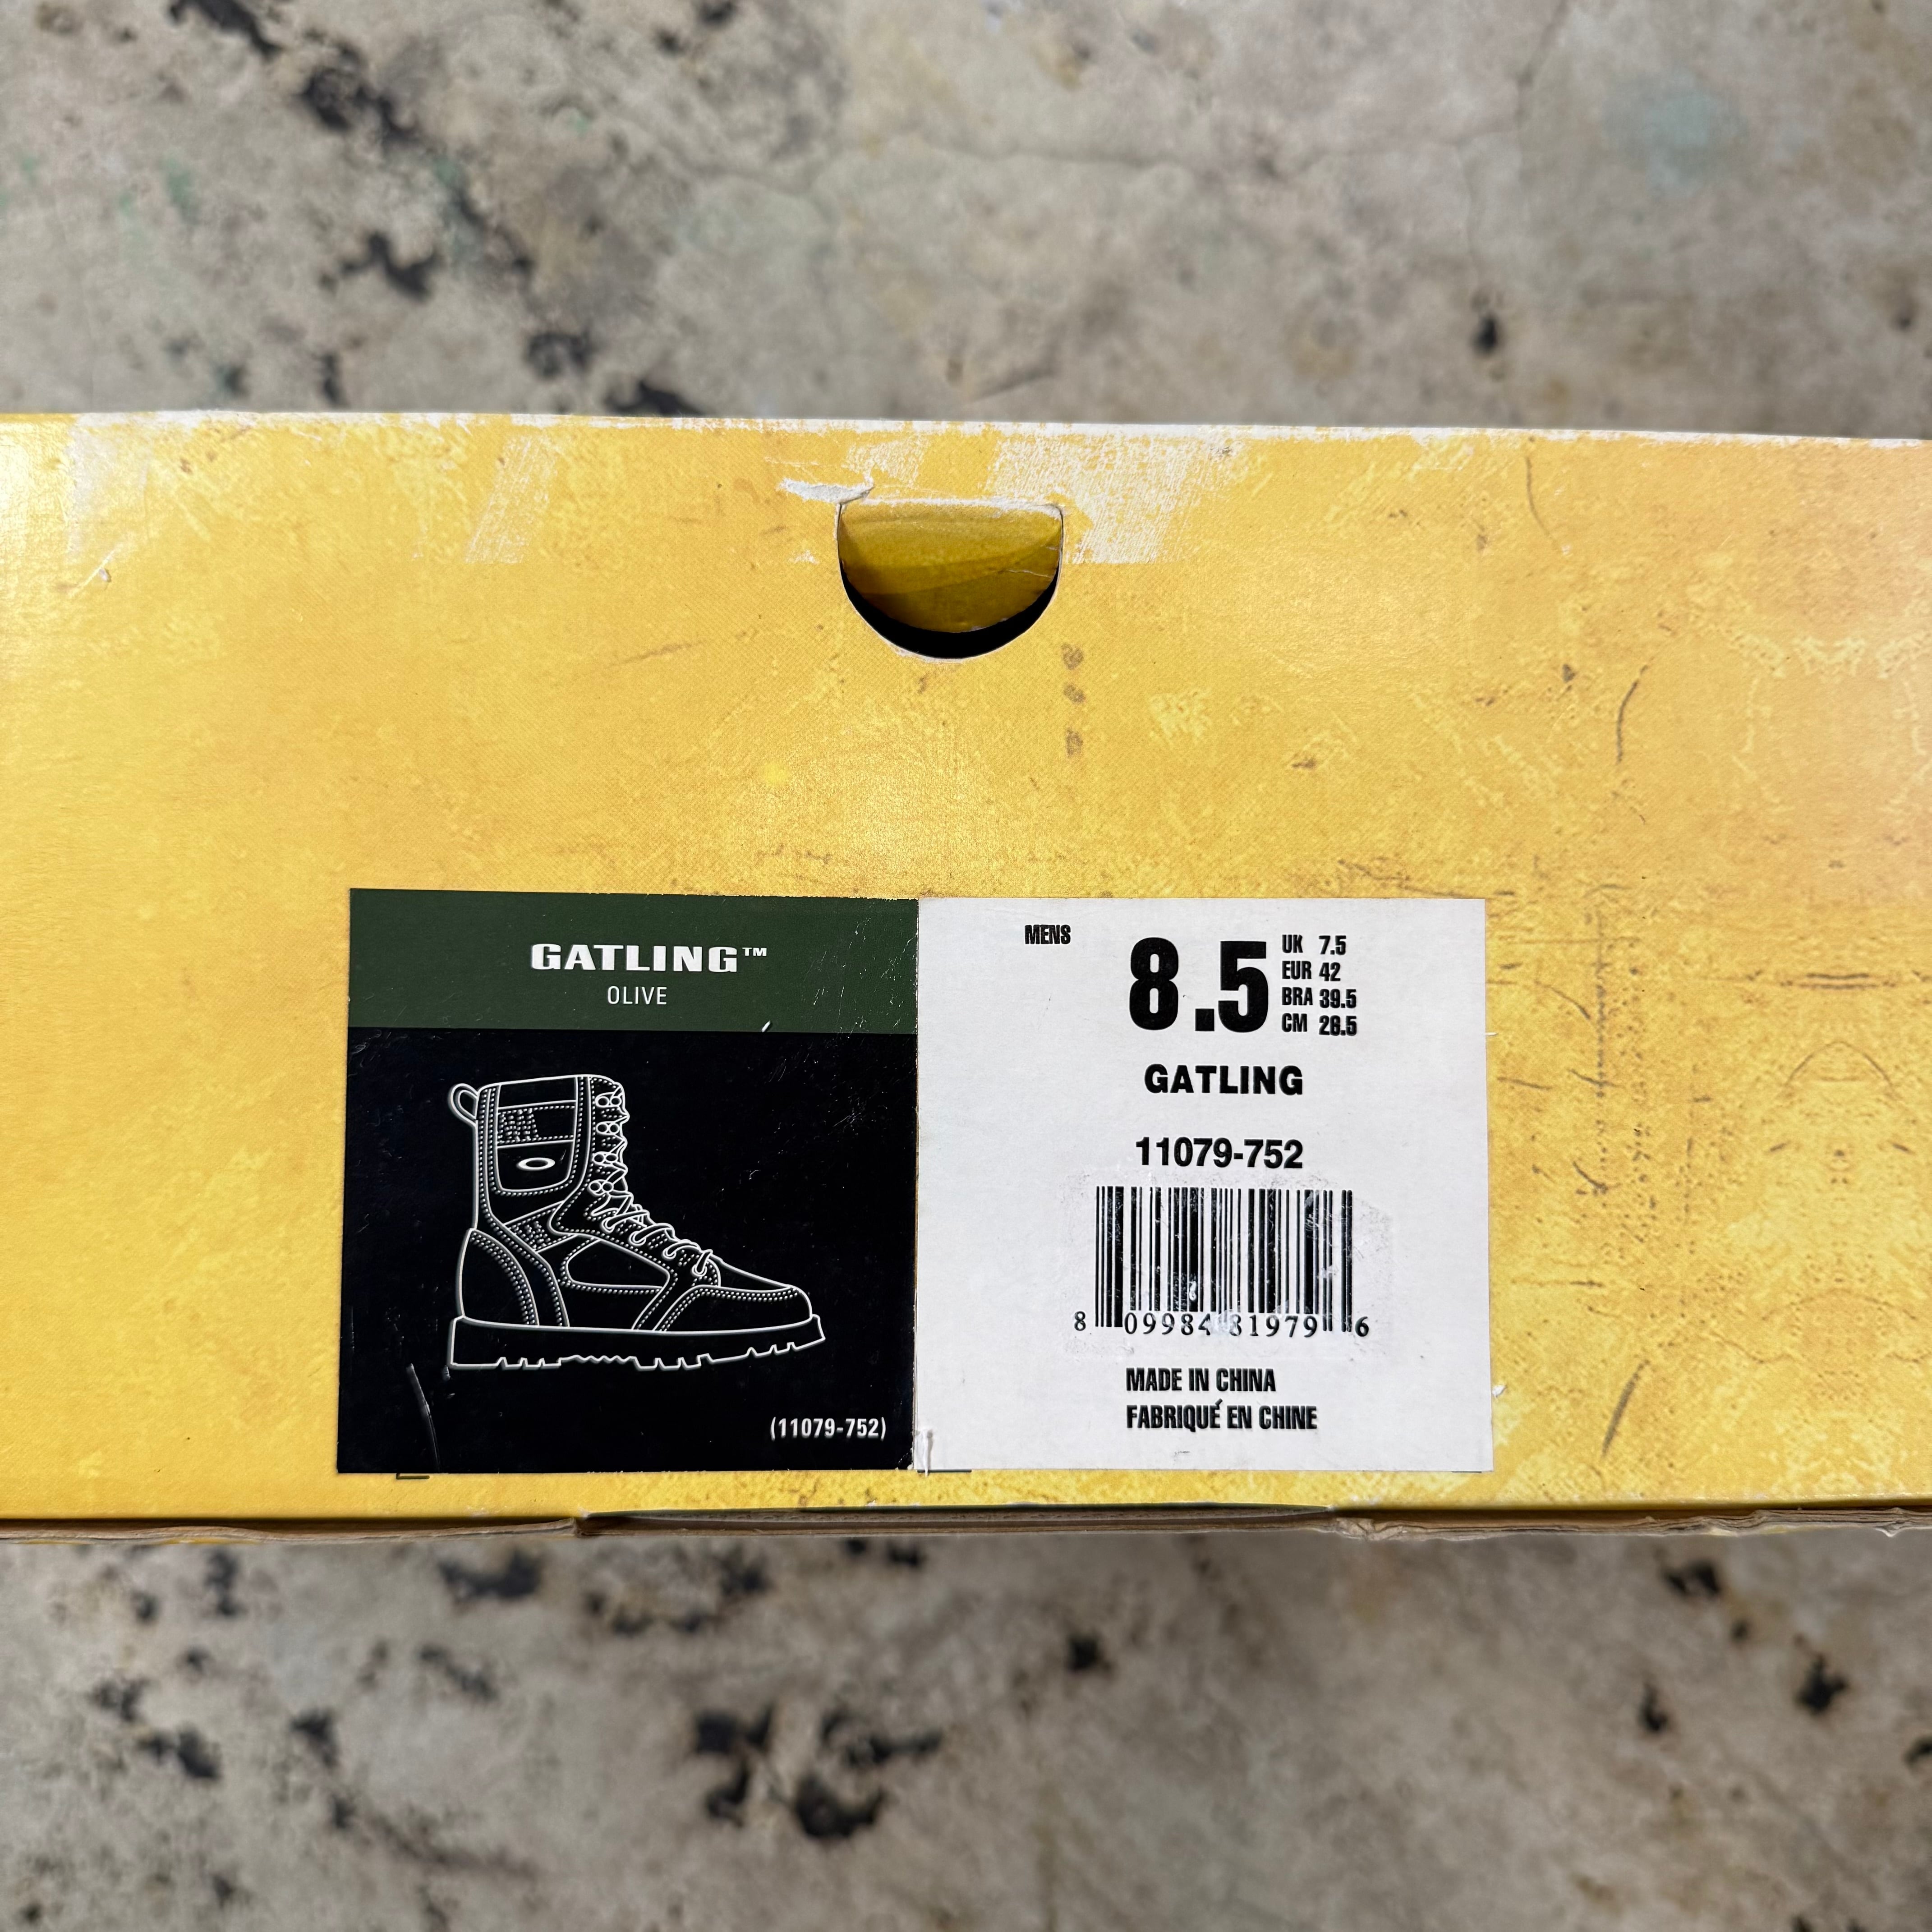 GATLING™
OLIVE
(11079-752)
MENS
8.5
UK 7.5
EUR 42
BRA 39.5
CM 26.5
GATLING
11079-752
8 09984 81979 6
MADE IN CHINA
FABRIQUÉ EN CHINE